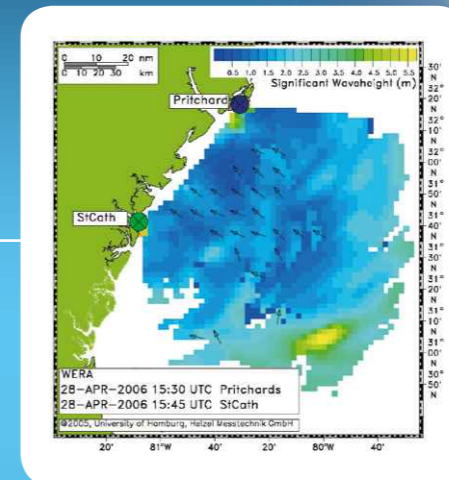 0 10 20 nm
0 10 20 30 km
0.5 1.0 1.5 2.0 2.5 3.0 3.5 4.0 4.5 5.0 5.5
Significant Waveheight (m)
Pritchard
StCath
30'
32° 20' N
32° 10' N
32° 00' N
31° 50' N
31° 40' N
31° 30' N
31° 20' N
31° 10' N
31° 00' N
30° 50' N
WERA
28-APR-2006 15:30 UTC Pritchards
28-APR-2006 15:45 UTC StCath
©2005, University of Hamburg, Helzel Messtechnik GmbH
20' 81°W 40' 20' 80°W 40'